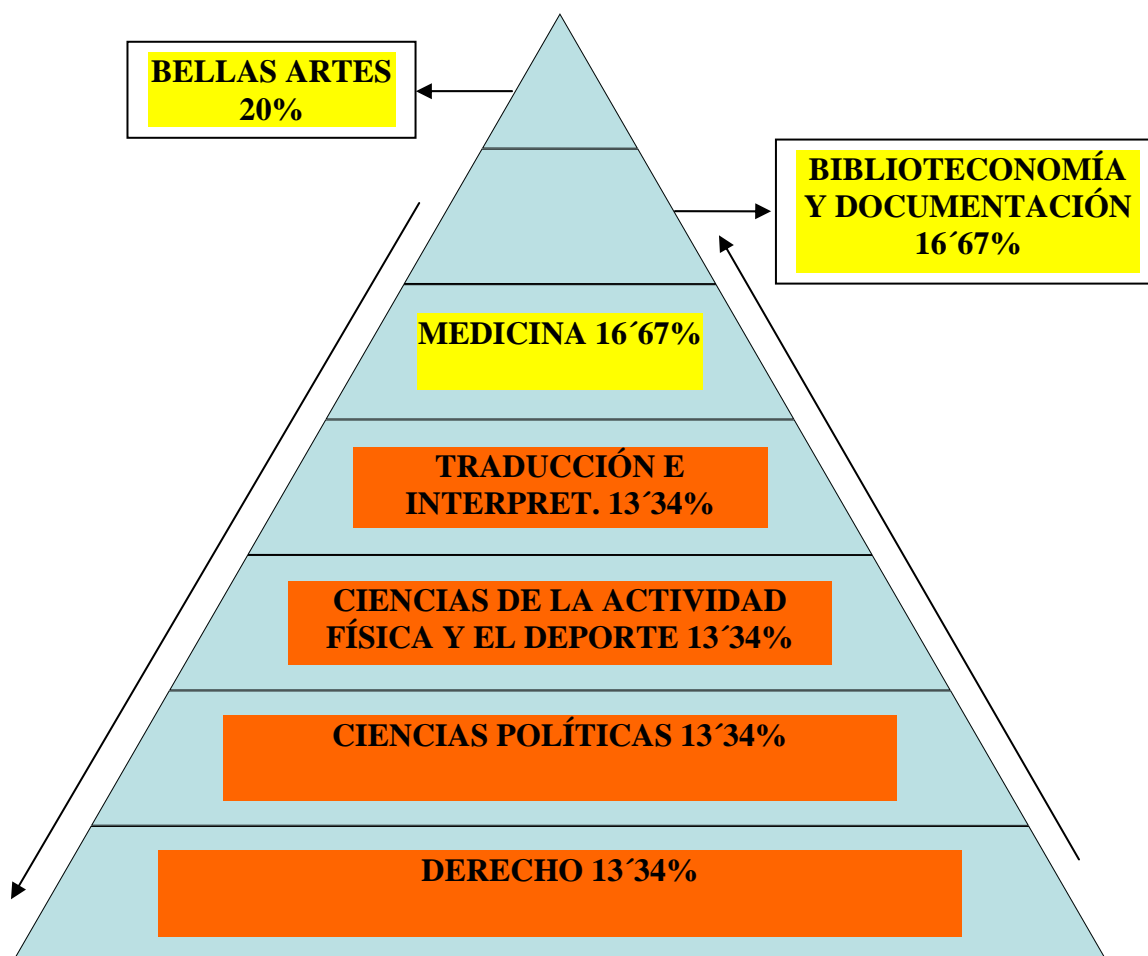 BELLAS ARTES
20%
BIBLIOTECONOMÍA
Y DOCUMENTACIÓN
16´67%
MEDICINA 16´67%
TRADUCCIÓN E
INTERPRET. 13´34%
CIENCIAS DE LA ACTIVIDAD
FÍSICA Y EL DEPORTE 13´34%
CIENCIAS POLÍTICAS 13´34%
DERECHO 13´34%